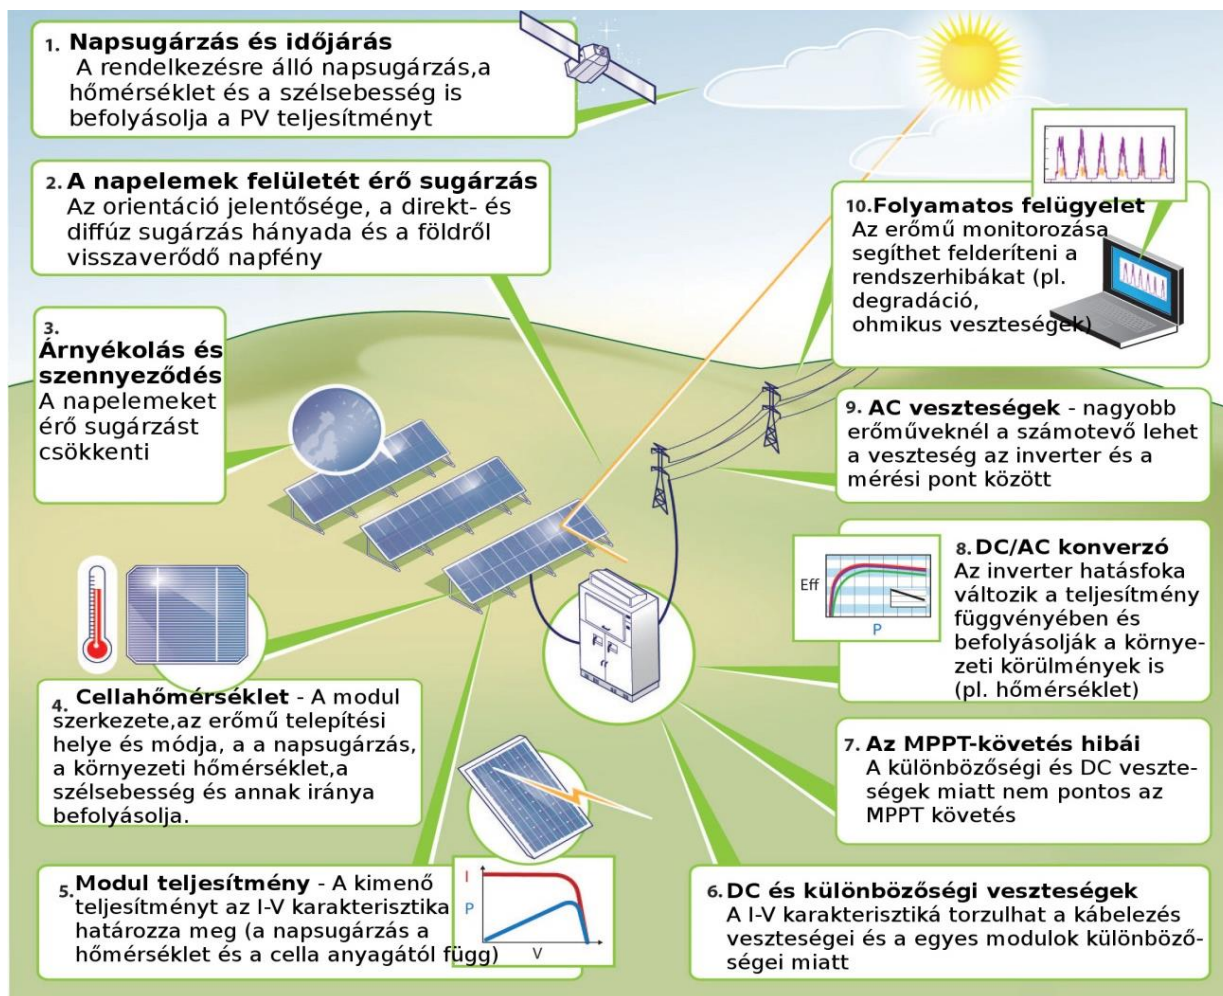 1. Napsugárzás és időjárás
A rendelkezésre álló napsugárzás,a
hőmérséklet és a szélsebesség is
befolyásolja a PV teljesítményt
2. A napelemek felületét érő sugárzás
Az orientáció jelentősége, a direkt- és
diffúz sugárzás hányada és a földről
visszaverődő napfény
3.
Árnyékolás és
szennyeződés
A napelemeket
érő sugárzást
csökkenti
4. Cellahőmérséklet - A modul
szerkezete,az erőmű telepítési
helye és módja, a a napsugárzás,
a környezeti hőmérséklet,a
szélsebesség és annak iránya
befolyásolja.
5. Modul teljesítmény - A kimenő
teljesítményt az I-V karakterisztika
határozza meg (a napsugárzás a
hőmérséklet és a cella anyagától függ)
I
P
V
6. DC és különbözőségi veszteségek
A I-V karakterisztiká torzulhat a kábelezés
veszteségei és a egyes modulok különböző-
ségei miatt
7. Az MPPT-követés hibái
A különbözőségi és DC veszte-
ségek miatt nem pontos az
MPPT követés
8. DC/AC konverzó
Az inverter hatásfoka
változik a teljesítmény
függvényében és
befolyásolják a környe-
zeti körülmények is
(pl. hőmérséklet)
Eff
P
9. AC veszteségek - nagyobb
erőműveknél a számotevő lehet
a veszteség az inverter és a
mérési pont között
10. Folyamatos felügyelet
Az erőmű monitorozása
segíthet felderíteni a
rendszerhibákat (pl.
degradáció,
ohmikus veszteségek)